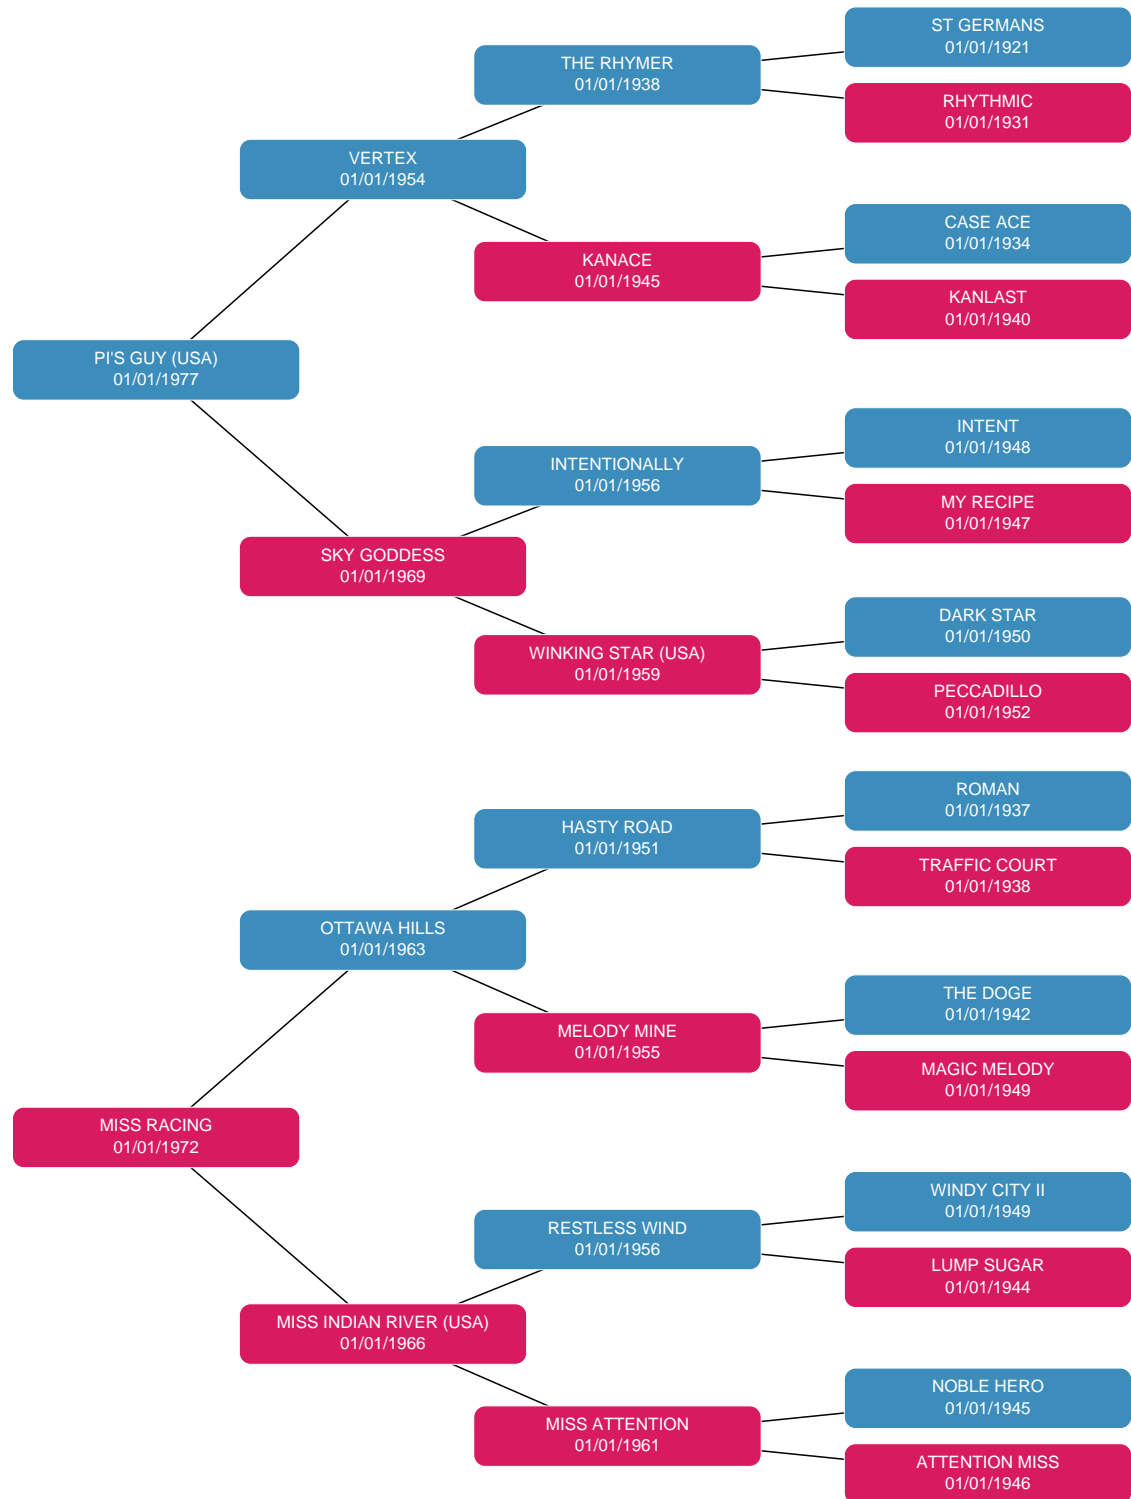 ST GERMANS
01/01/1921
THE RHYMER
01/01/1938
RHYTHMIC
01/01/1931
VERTEX
01/01/1954
CASE ACE
01/01/1934
KANACE
01/01/1945
KANLAST
01/01/1940
PI'S GUY (USA)
01/01/1977
INTENT
01/01/1948
INTENTIONALLY
01/01/1956
MY RECIPE
01/01/1947
SKY GODDESS
01/01/1969
DARK STAR
01/01/1950
WINKING STAR (USA)
01/01/1959
PECCADILLO
01/01/1952
ROMAN
01/01/1937
HASTY ROAD
01/01/1951
TRAFFIC COURT
01/01/1938
OTTAWA HILLS
01/01/1963
THE DOGE
01/01/1942
MELODY MINE
01/01/1955
MAGIC MELODY
01/01/1949
MISS RACING
01/01/1972
WINDY CITY II
01/01/1949
RESTLESS WIND
01/01/1956
LUMP SUGAR
01/01/1944
MISS INDIAN RIVER (USA)
01/01/1966
NOBLE HERO
01/01/1945
MISS ATTENTION
01/01/1961
ATTENTION MISS
01/01/1946